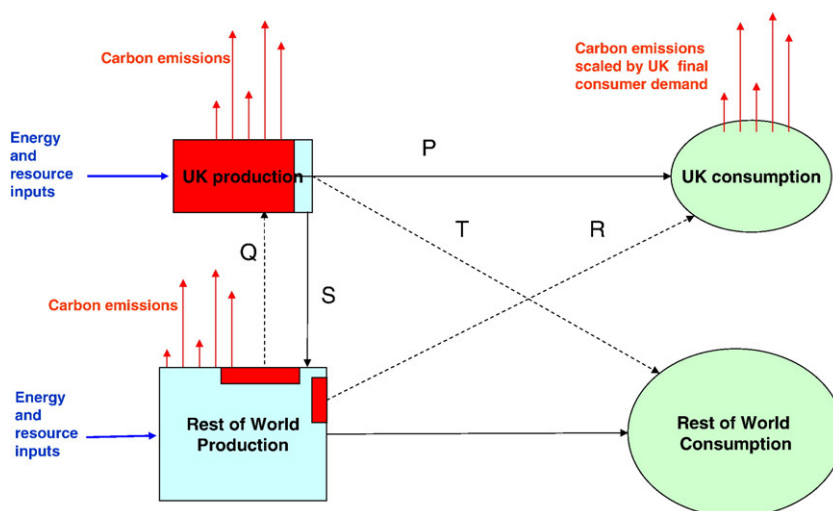 Carbon emissions
Carbon emissions
scaled by UK final
consumer demand
Energy
and
resource
inputs
UK production
P
UK consumption
T
R
Q
S
Carbon emissions
Energy
and
resource
inputs
Rest of World
Production
Rest of World
Consumption